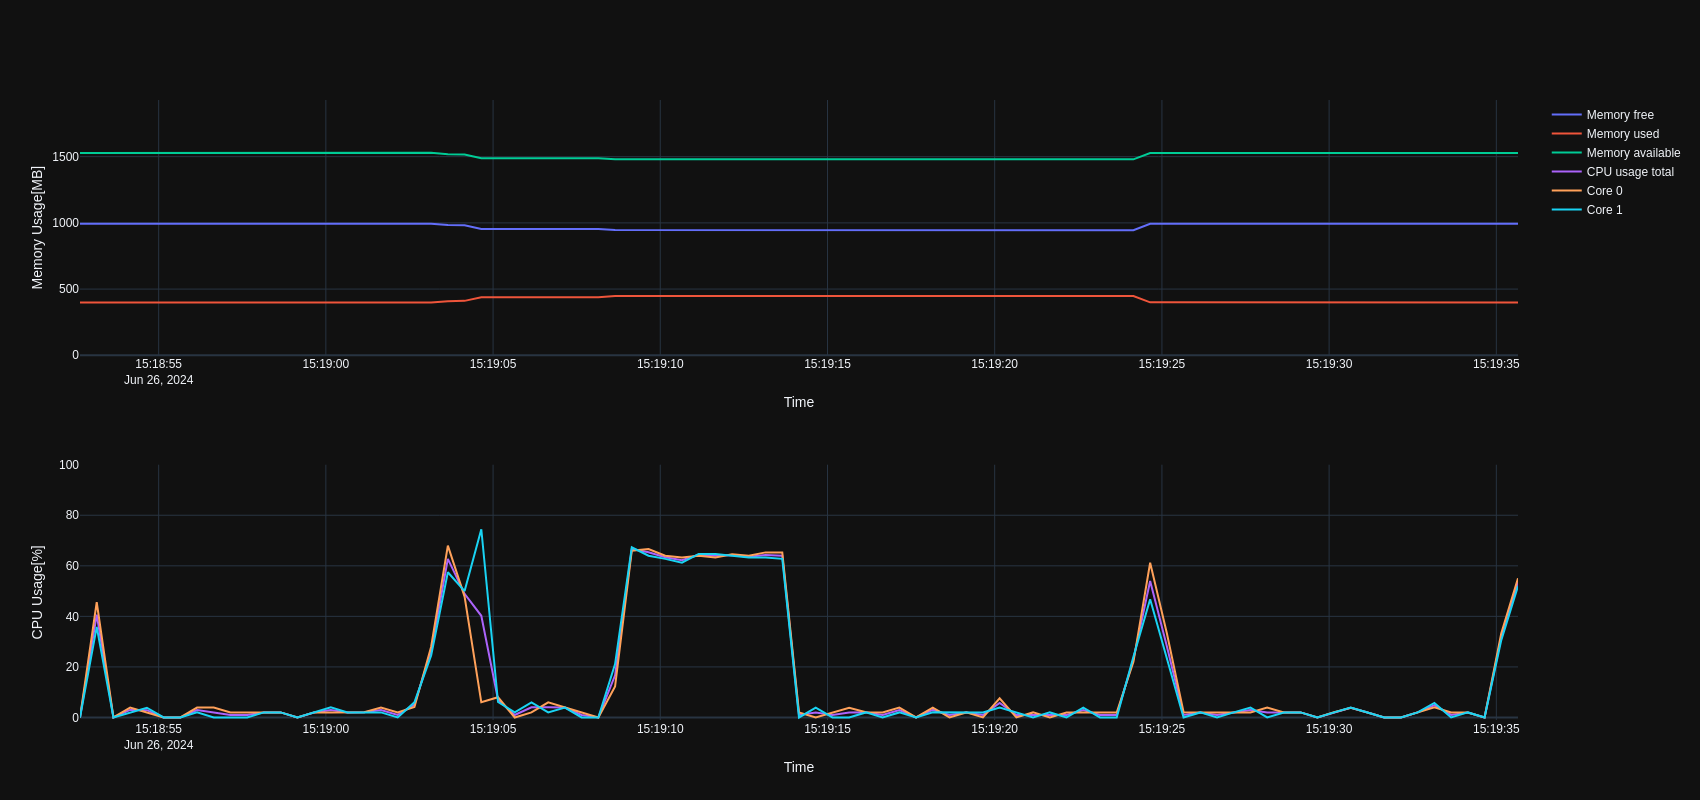 Memory free
Memory used
Memory available
CPU usage total
Core 0
Core 1
Memory Usage[MB]
1500
1000
500
0
15:18:55 15:19:00 15:19:05 15:19:10 15:19:15 15:19:20 15:19:25 15:19:30 15:19:35
Jun 26, 2024
Time
CPU Usage[%]
100
80
60
40
20
0
15:18:55 15:19:00 15:19:05 15:19:10 15:19:15 15:19:20 15:19:25 15:19:30 15:19:35
Jun 26, 2024
Time